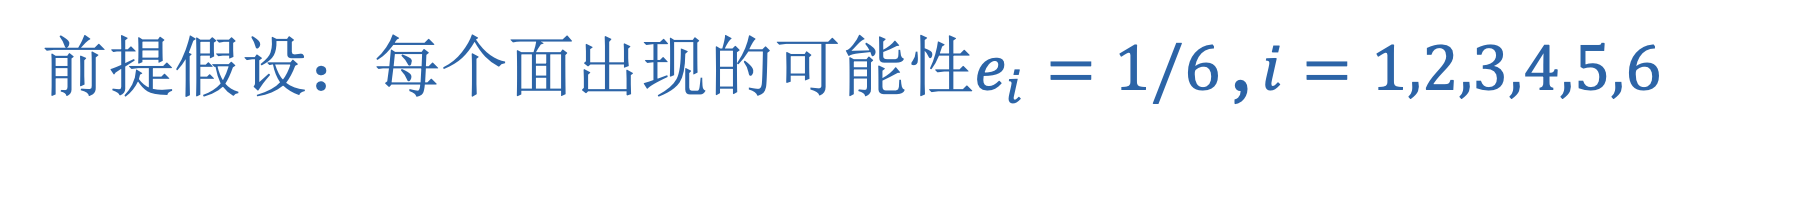 前提假设：每个面出现的可能性eᵢ = 1/6，i = 1,2,3,4,5,6